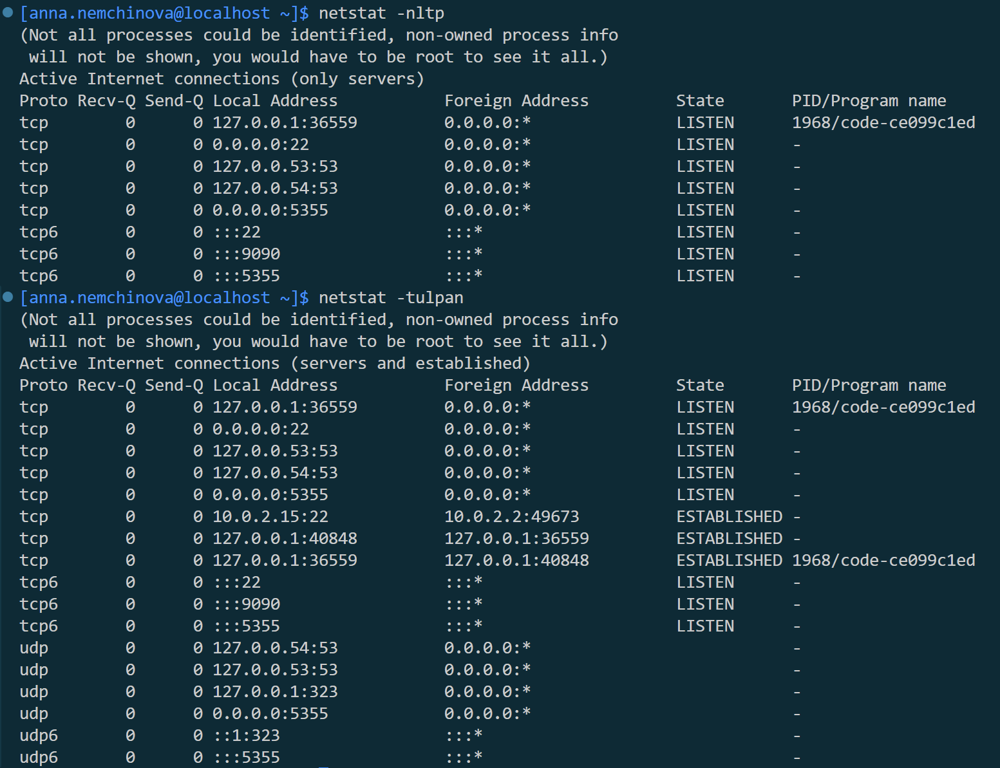 [anna.nemchinova@localhost ~]$ netstat -nltp
(Not all processes could be identified, non-owned process info
 will not be shown, you would have to be root to see it all.)
Active Internet connections (only servers)
Proto Recv-Q Send-Q Local Address           Foreign Address         State       PID/Program name
tcp        0      0 127.0.0.1:36559         0.0.0.0:*               LISTEN      1968/code-ce099c1ed
tcp        0      0 0.0.0.0:22              0.0.0.0:*               LISTEN      -
tcp        0      0 127.0.0.53:53           0.0.0.0:*               LISTEN      -
tcp        0      0 127.0.0.54:53           0.0.0.0:*               LISTEN      -
tcp        0      0 0.0.0.0:5355            0.0.0.0:*               LISTEN      -
tcp6       0      0 :::22                   :::*                    LISTEN      -
tcp6       0      0 :::9090                 :::*                    LISTEN      -
tcp6       0      0 :::5355                 :::*                    LISTEN      -
[anna.nemchinova@localhost ~]$ netstat -tulpan
(Not all processes could be identified, non-owned process info
 will not be shown, you would have to be root to see it all.)
Active Internet connections (servers and established)
Proto Recv-Q Send-Q Local Address           Foreign Address         State       PID/Program name
tcp        0      0 127.0.0.1:36559         0.0.0.0:*               LISTEN      1968/code-ce099c1ed
tcp        0      0 0.0.0.0:22              0.0.0.0:*               LISTEN      -
tcp        0      0 127.0.0.53:53           0.0.0.0:*               LISTEN      -
tcp        0      0 127.0.0.54:53           0.0.0.0:*               LISTEN      -
tcp        0      0 0.0.0.0:5355            0.0.0.0:*               LISTEN      -
tcp        0      0 10.0.2.15:22            10.0.2.2:49673          ESTABLISHED -
tcp        0      0 127.0.0.1:40848         127.0.0.1:36559         ESTABLISHED -
tcp        0      0 127.0.0.1:36559         127.0.0.1:40848         ESTABLISHED 1968/code-ce099c1ed
tcp6       0      0 :::22                   :::*                    LISTEN      -
tcp6       0      0 :::9090                 :::*                    LISTEN      -
tcp6       0      0 :::5355                 :::*                    LISTEN      -
udp        0      0 127.0.0.54:53           0.0.0.0:*                           -
udp        0      0 127.0.0.53:53           0.0.0.0:*                           -
udp        0      0 127.0.0.1:323           0.0.0.0:*                           -
udp        0      0 0.0.0.0:5355            0.0.0.0:*                           -
udp6       0      0 ::1:323                 :::*                                -
udp6       0      0 :::5355                 :::*                                -